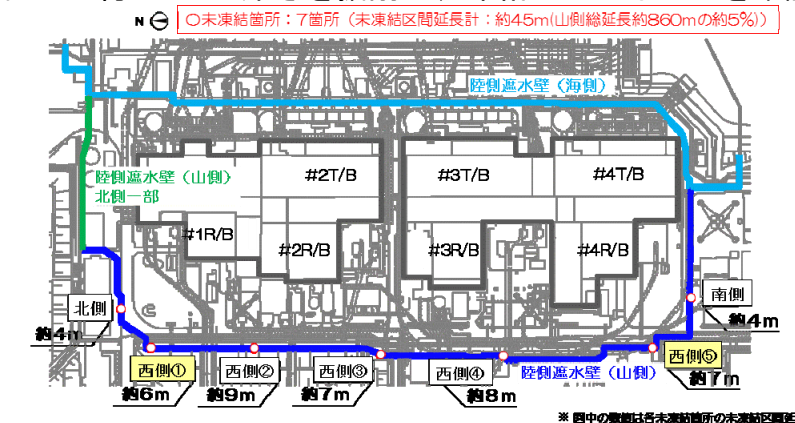 N
〇未凍結箇所：7箇所（未凍結区間延長計：約45m(山側総延長約860mの約5%)）
陸側遮水壁（海側）
#2T/B
#3T/B
#4T/B
陸側遮水壁（山側）
北側一部
#1R/B
#2R/B
#3R/B
#4R/B
北側
約4m
南側
約4m
西側①
約6m
西側②
約9m
西側③
約7m
西側④
約8m
陸側遮水壁（山側）
西側⑤
約7m
※ 図中の数値は各未凍結箇所の未凍結区間延